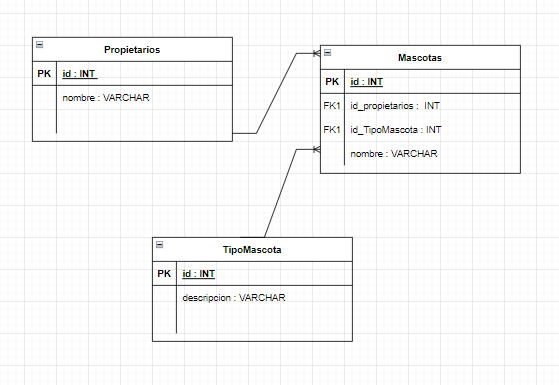 Propietarios
PK id : INT
nombre : VARCHAR
Mascotas
PK id : INT
FK1 id_propietarios : INT
FK1 id_TipoMascota : INT
nombre : VARCHAR
TipoMascota
PK id : INT
descripcion : VARCHAR